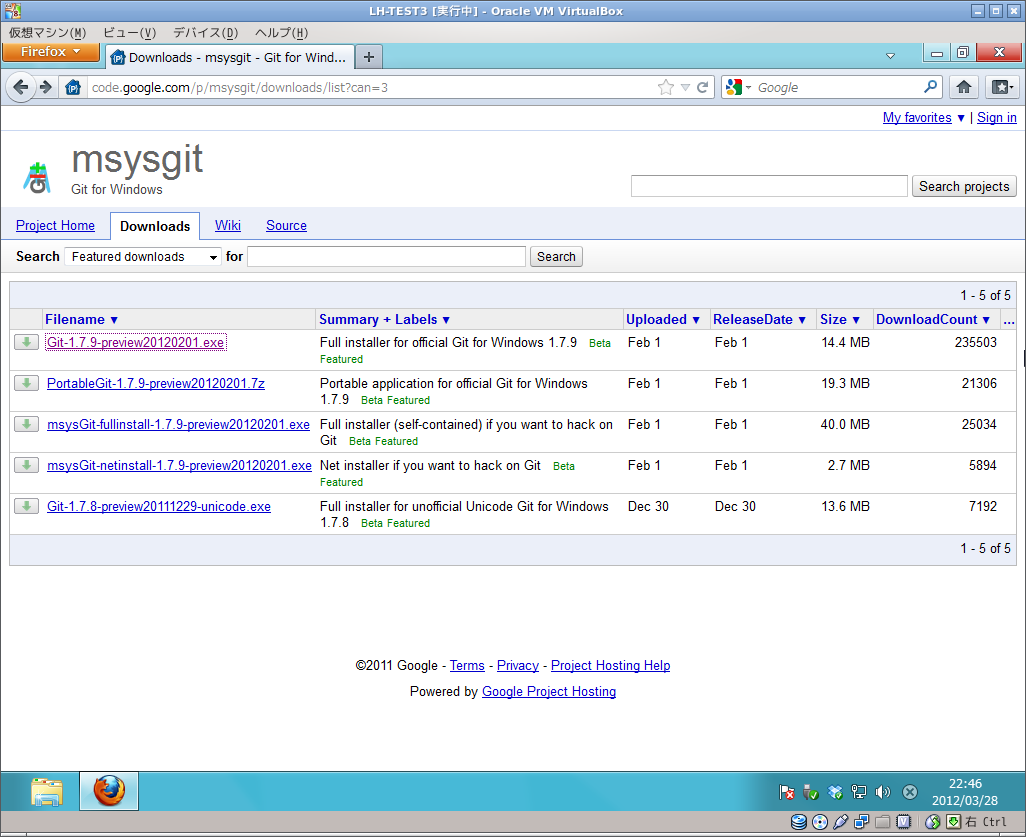 LH-TEST3 [実行中] - Oracle VM VirtualBox
仮想マシン(M) ビュー(V) デバイス(D) ヘルプ(H)
Firefox
Downloads - msysgit - Git for Wind...
code.google.com/p/msysgit/downloads/list?can=3
Google
My favorites ▼ | Sign in
msysgit
Git for Windows
Search projects
Project Home Downloads Wiki Source
Search Featured downloads for Search
1 - 5 of 5
Filename ▼ Summary + Labels ▼ Uploaded ▼ ReleaseDate ▼ Size ▼ DownloadCount ▼ ...
Git-1.7.9-preview20120201.exe Full installer for official Git for Windows 1.7.9 Beta Feb 1 Feb 1 14.4 MB 235503
Featured
PortableGit-1.7.9-preview20120201.7z Portable application for official Git for Windows Feb 1 Feb 1 19.3 MB 21306
1.7.9 Beta Featured
msysGit-fullinstall-1.7.9-preview20120201.exe Full installer (self-contained) if you want to hack on Feb 1 Feb 1 40.0 MB 25034
Git Beta Featured
msysGit-netinstall-1.7.9-preview20120201.exe Net installer if you want to hack on Git Beta Feb 1 Feb 1 2.7 MB 5894
Featured
Git-1.7.8-preview20111229-unicode.exe Full installer for unofficial Unicode Git for Windows Dec 30 Dec 30 13.6 MB 7192
1.7.8 Beta Featured
1 - 5 of 5
©2011 Google - Terms - Privacy - Project Hosting Help
Powered by Google Project Hosting
22:46
2012/03/28
右 Ctrl